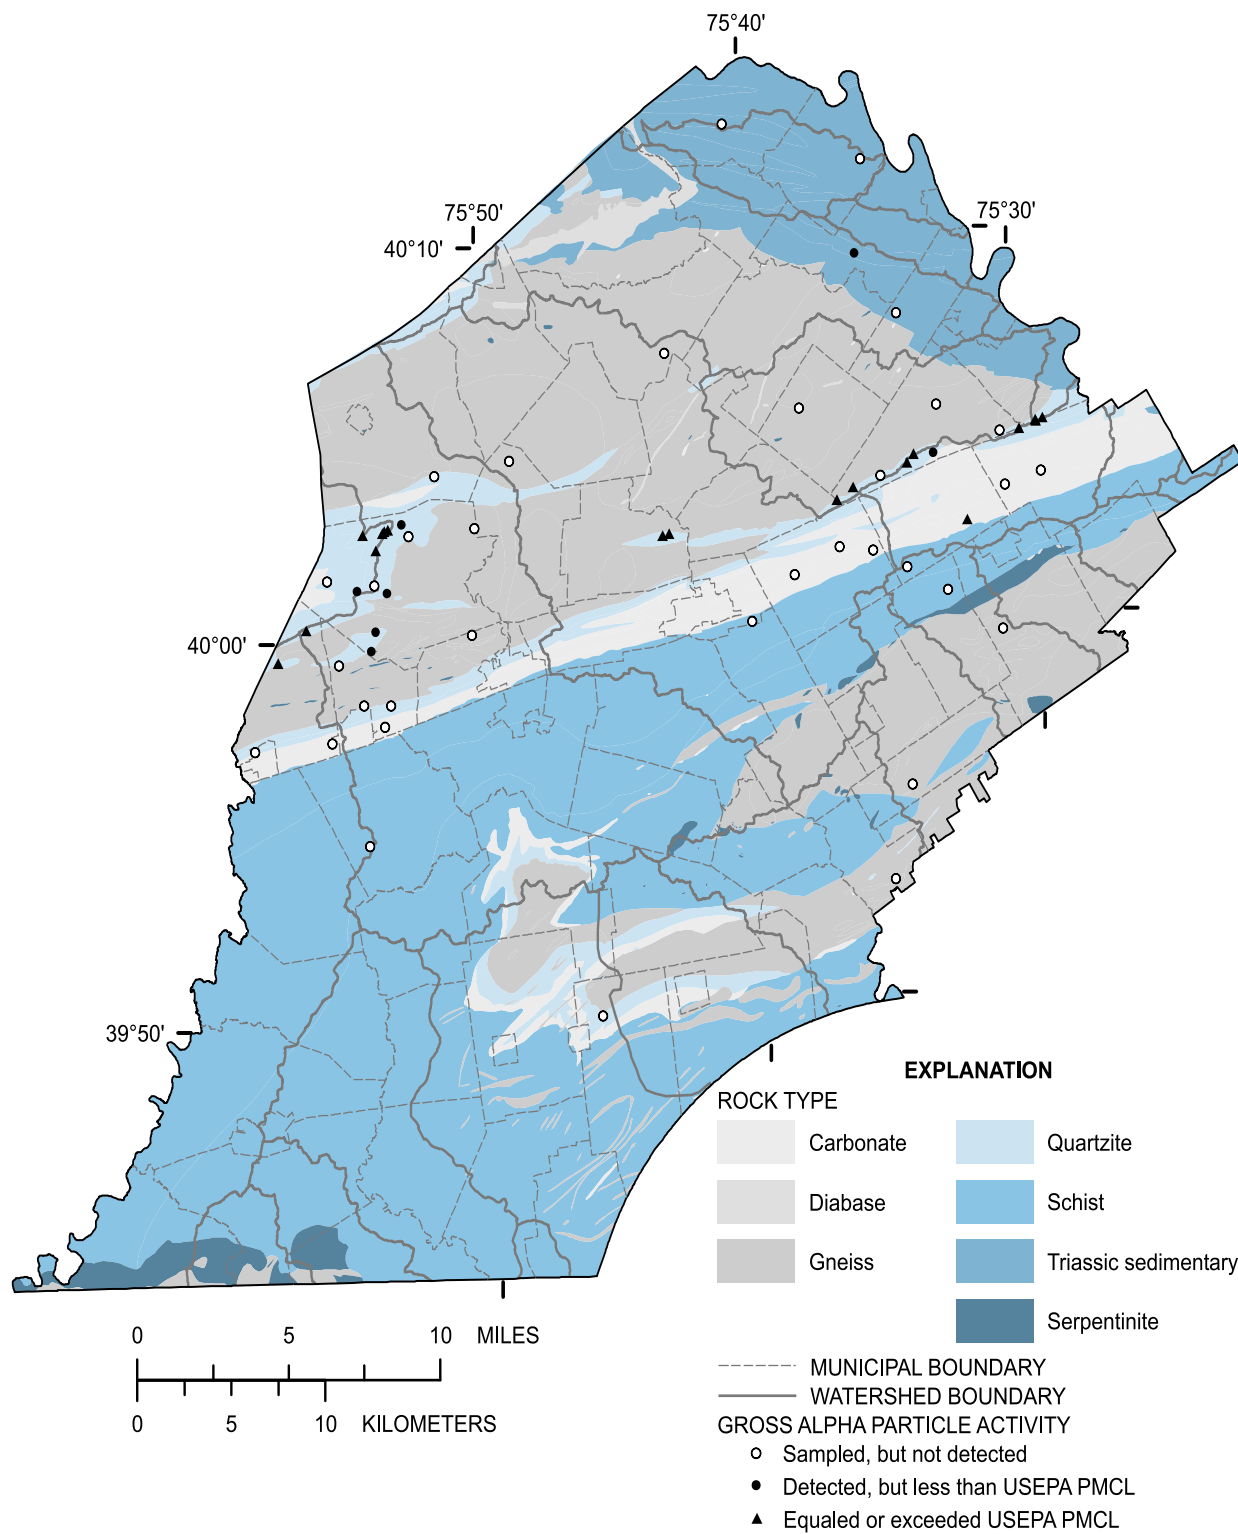 75°40'
75°50'
75°30'
40°10'
40°00'
39°50'
EXPLANATION
ROCK TYPE
Carbonate
Quartzite
Diabase
Schist
Gneiss
Triassic sedimentary
Serpentinite
0 5 10 MILES
0 5 10 KILOMETERS
MUNICIPAL BOUNDARY
WATERSHED BOUNDARY
GROSS ALPHA PARTICLE ACTIVITY
Sampled, but not detected
Detected, but less than USEPA PMCL
Equaled or exceeded USEPA PMCL